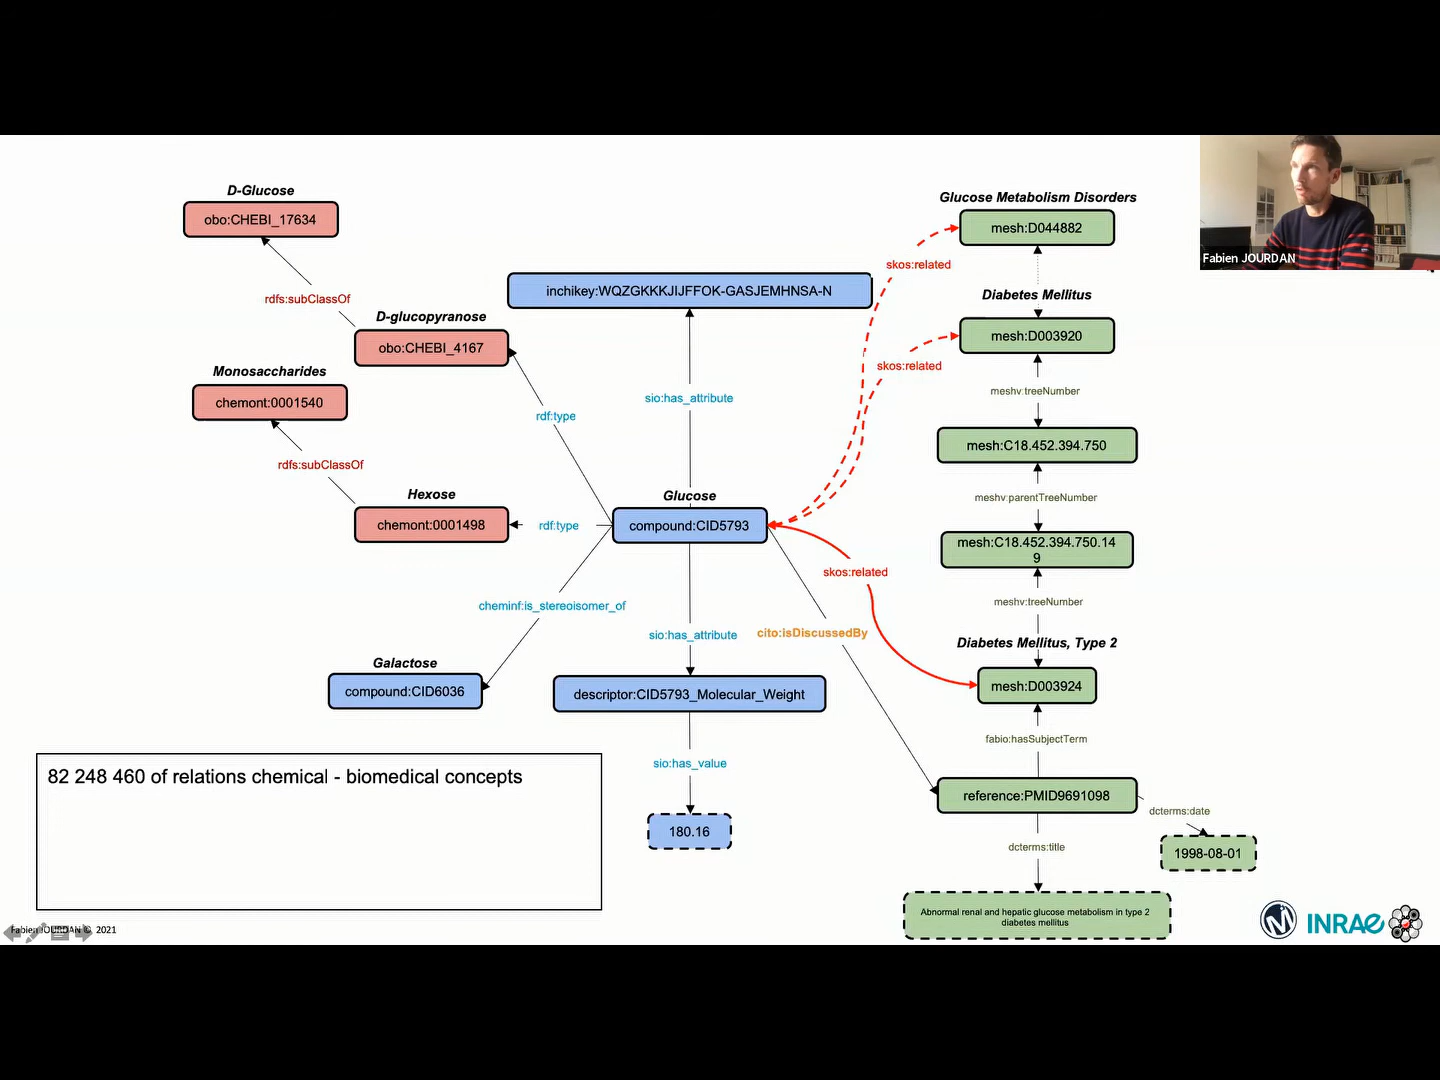 D-Glucose
obo:CHEBI_17634
rdfs:subClassOf
D-glucopyranose
obo:CHEBI_4167
Monosaccharides
chemont:0001540
rdfs:subClassOf
Hexose
chemont:0001498
rdf:type
rdf:type
inchikey:WQZGKKKJIJFFOK-GASJEMHNSA-N
sio:has_attribute
Glucose
compound:CID5793
cheminf:is_stereoisomer_of
Galactose
compound:CID6036
sio:has_attribute
descriptor:CID5793_Molecular_Weight
sio:has_value
180.16
Glucose Metabolism Disorders
mesh:D044882
skos:related
Diabetes Mellitus
mesh:D003920
skos:related
meshv:treeNumber
mesh:C18.452.394.750
meshv:parentTreeNumber
mesh:C18.452.394.750.14
9
skos:related
meshv:treeNumber
cito:isDiscussedBy
Diabetes Mellitus, Type 2
mesh:D003924
fabio:hasSubjectTerm
reference:PMID9691098
dcterms:date
1998-08-01
dcterms:title
Abnormal renal and hepatic glucose metabolism in type 2
diabetes mellitus
82 248 460 of relations chemical - biomedical concepts
Fabien JOURDAN © 2021
INRAE
Fabien JOURDAN